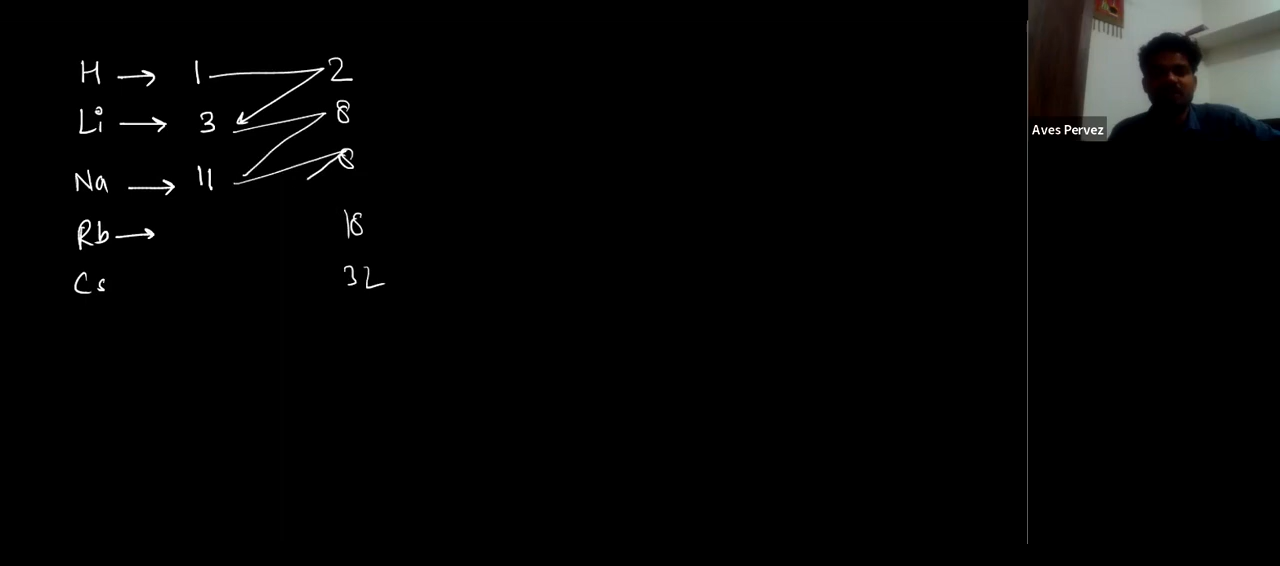 H → 1 2
Li → 3 8
Na → 11 8
Rb → 18
Cs 32
Aves Pervez